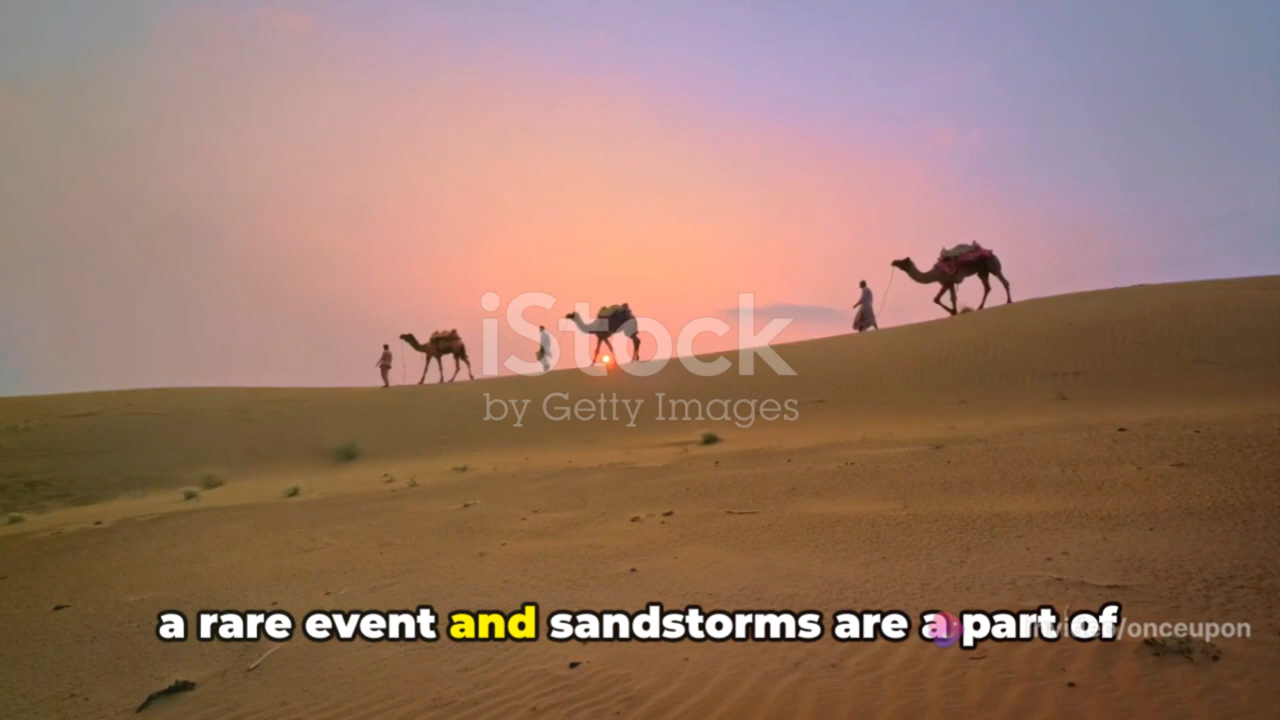 iStock
by Getty Images
a rare event and sandstorms are a part of
/onceupon